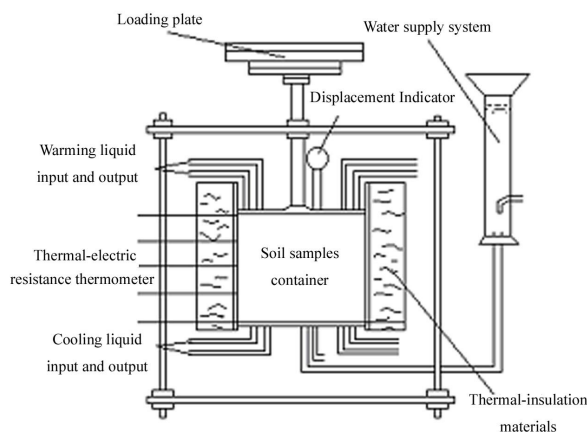 Loading plate
Water supply system
Displacement Indicator
Warming liquid
input and output
Thermal-electric
resistance thermometer
Soil samples
container
Cooling liquid
input and output
Thermal-insulation
materials